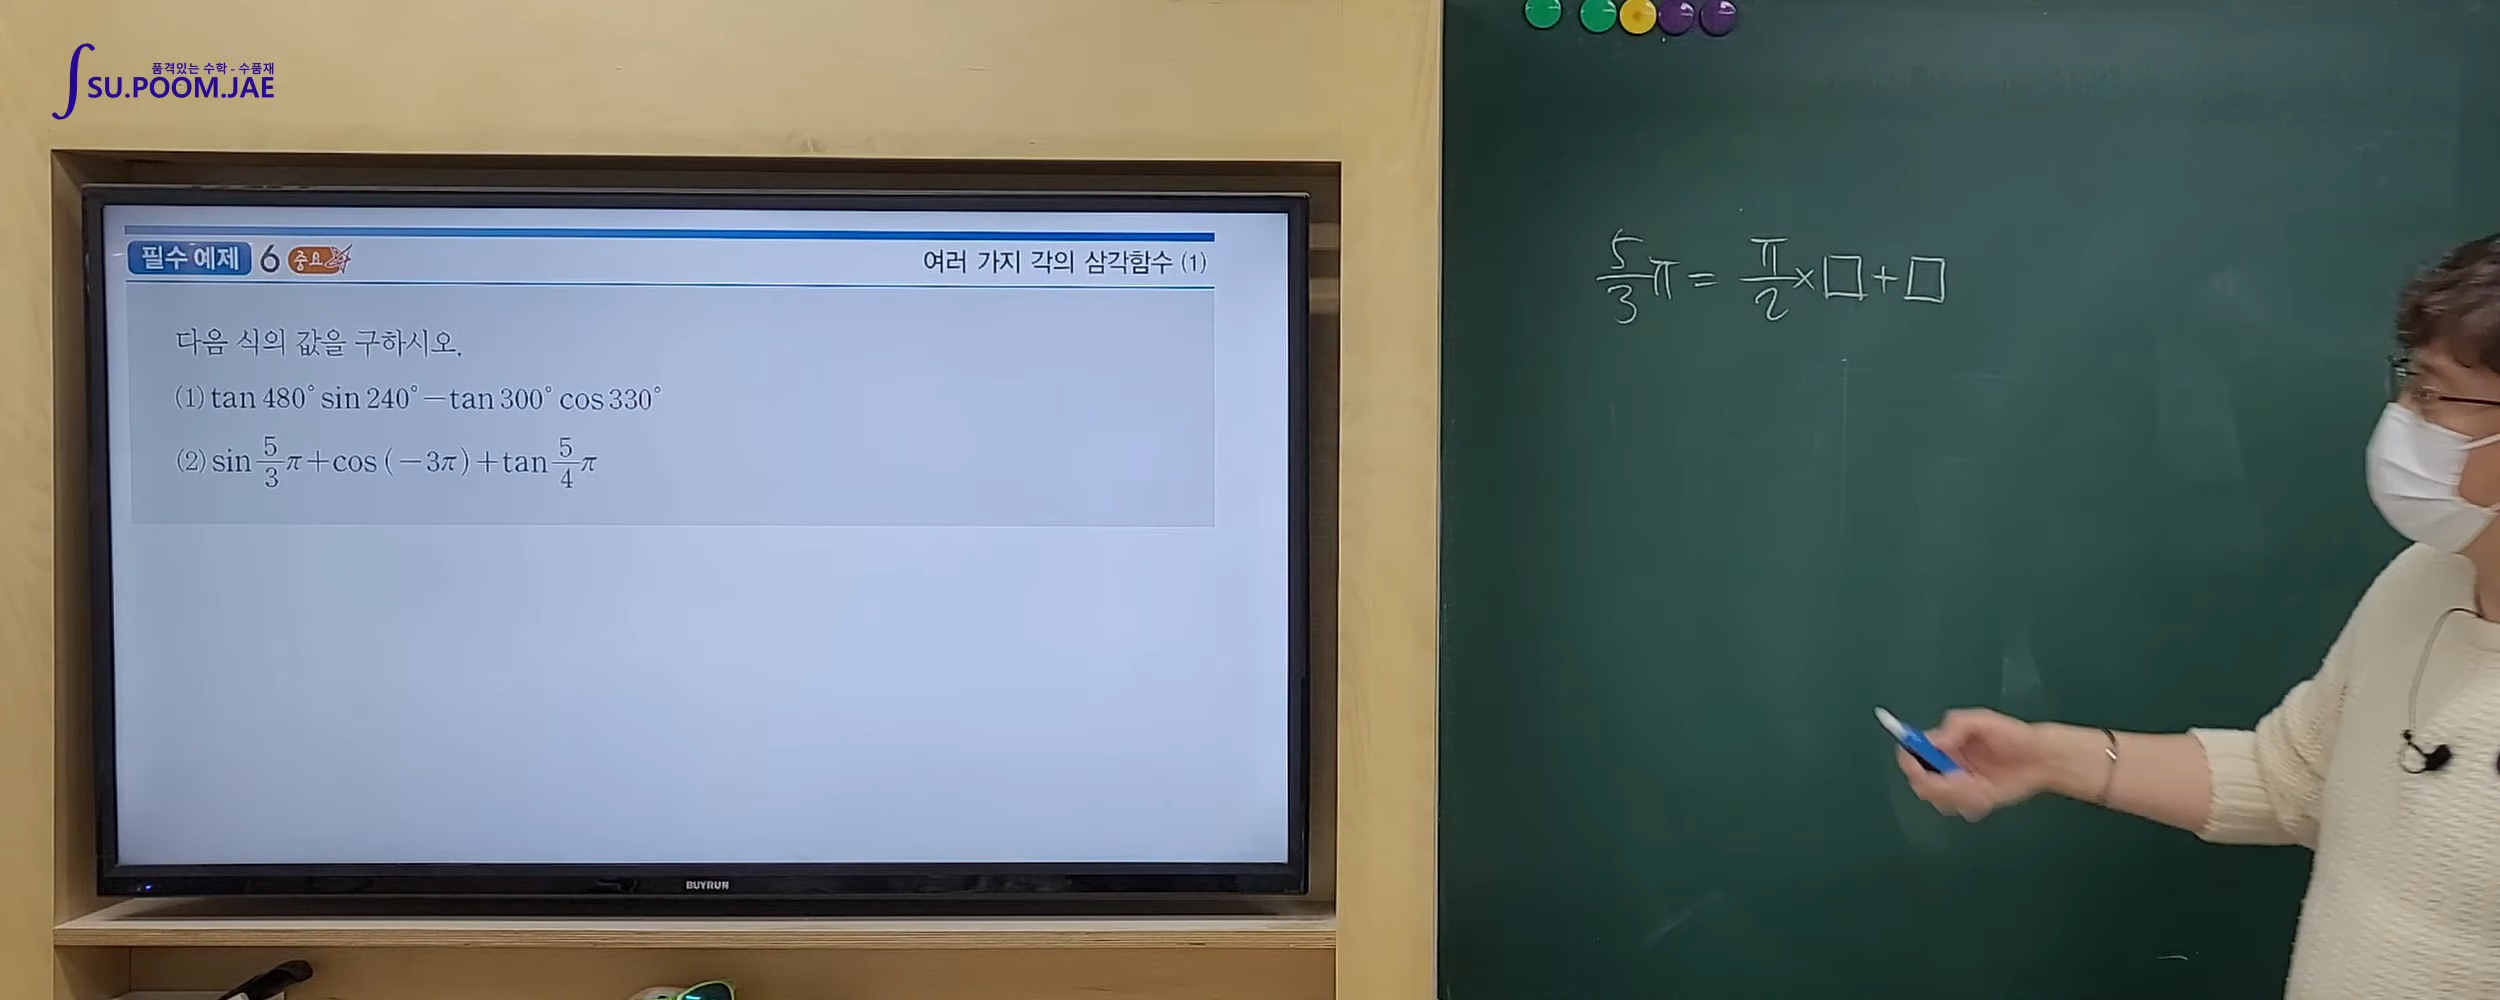 품격있는 수학 - 수품재
SU.POOM.JAE
필수 예제 6 중요
여러 가지 각의 삼각함수 (1)
다음 식의 값을 구하시오.
(1) tan 480° sin 240° − tan 300° cos 330°
(2) sin 5/3 π + cos (−3π) + tan 5/4 π
BUYRUN
5/3 π = π/2 × □ + □